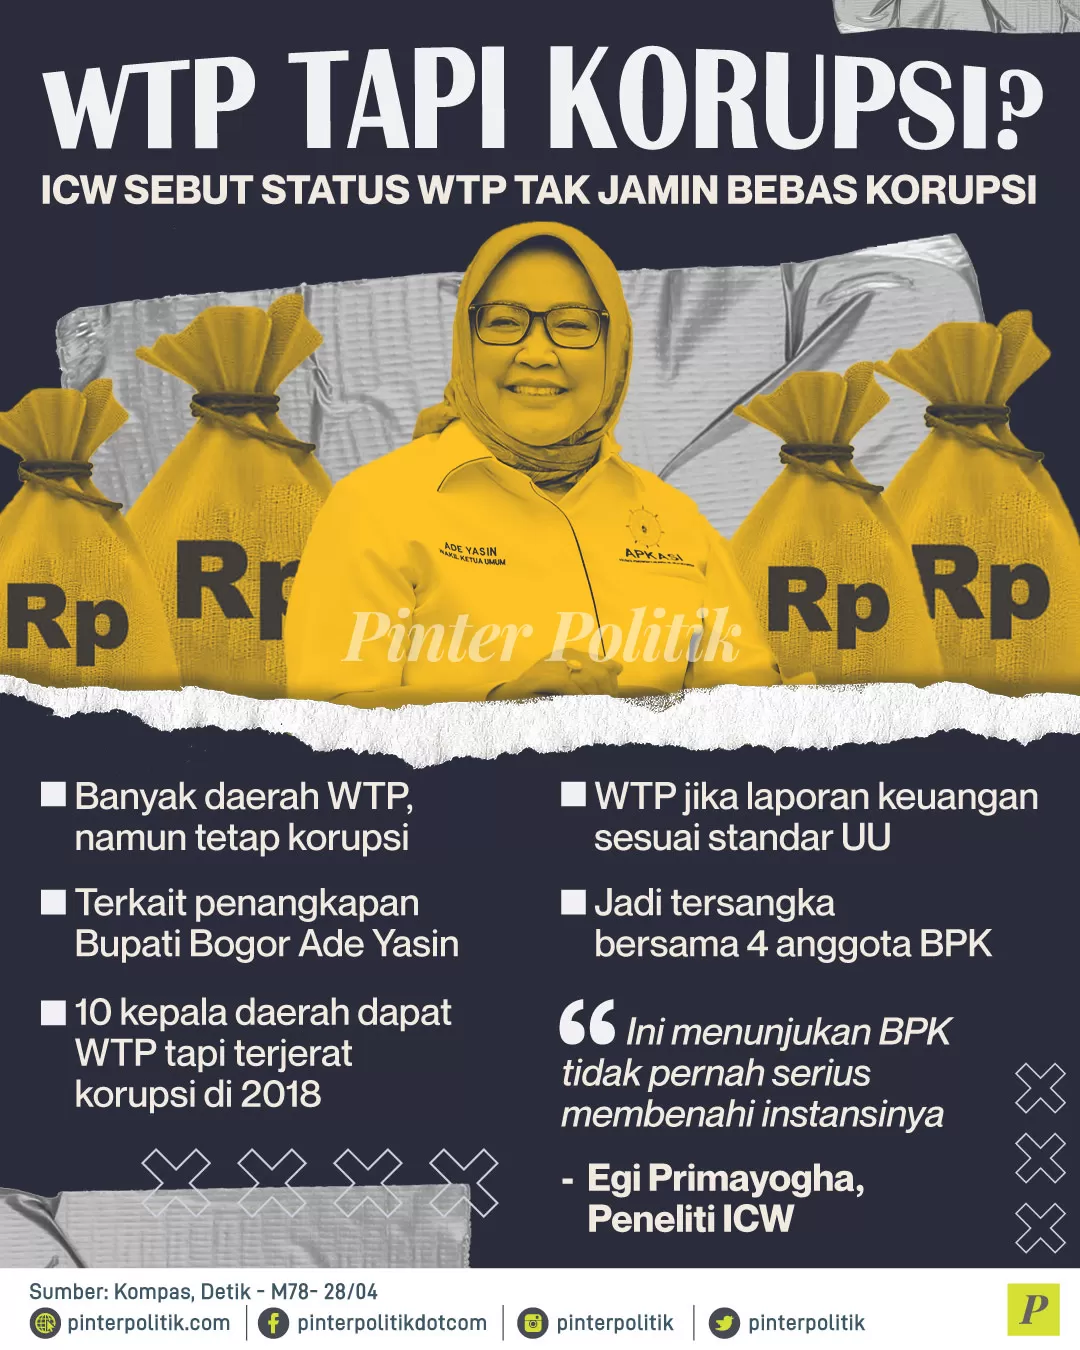 WTP TAPI KORUPSI?
ICW SEBUT STATUS WTP TAK JAMIN BEBAS KORUPSI
Rp
Rp
Rp
Rp
ADE YASIN
WAKIL KETUA UMUM
APKASI
Pinter Politik
Banyak daerah WTP,
namun tetap korupsi
Terkait penangkapan
Bupati Bogor Ade Yasin
10 kepala daerah dapat
WTP tapi terjerat
korupsi di 2018
WTP jika laporan keuangan
sesuai standar UU
Jadi tersangka
bersama 4 anggota BPK
“Ini menunjukan BPK
tidak pernah serius
membenahi instansinya
- Egi Primayogha,
Peneliti ICW
Sumber: Kompas, Detik - M78- 28/04
pinterpolitik.com
pinterpolitikdotcom
pinterpolitik
pinterpolitik
P